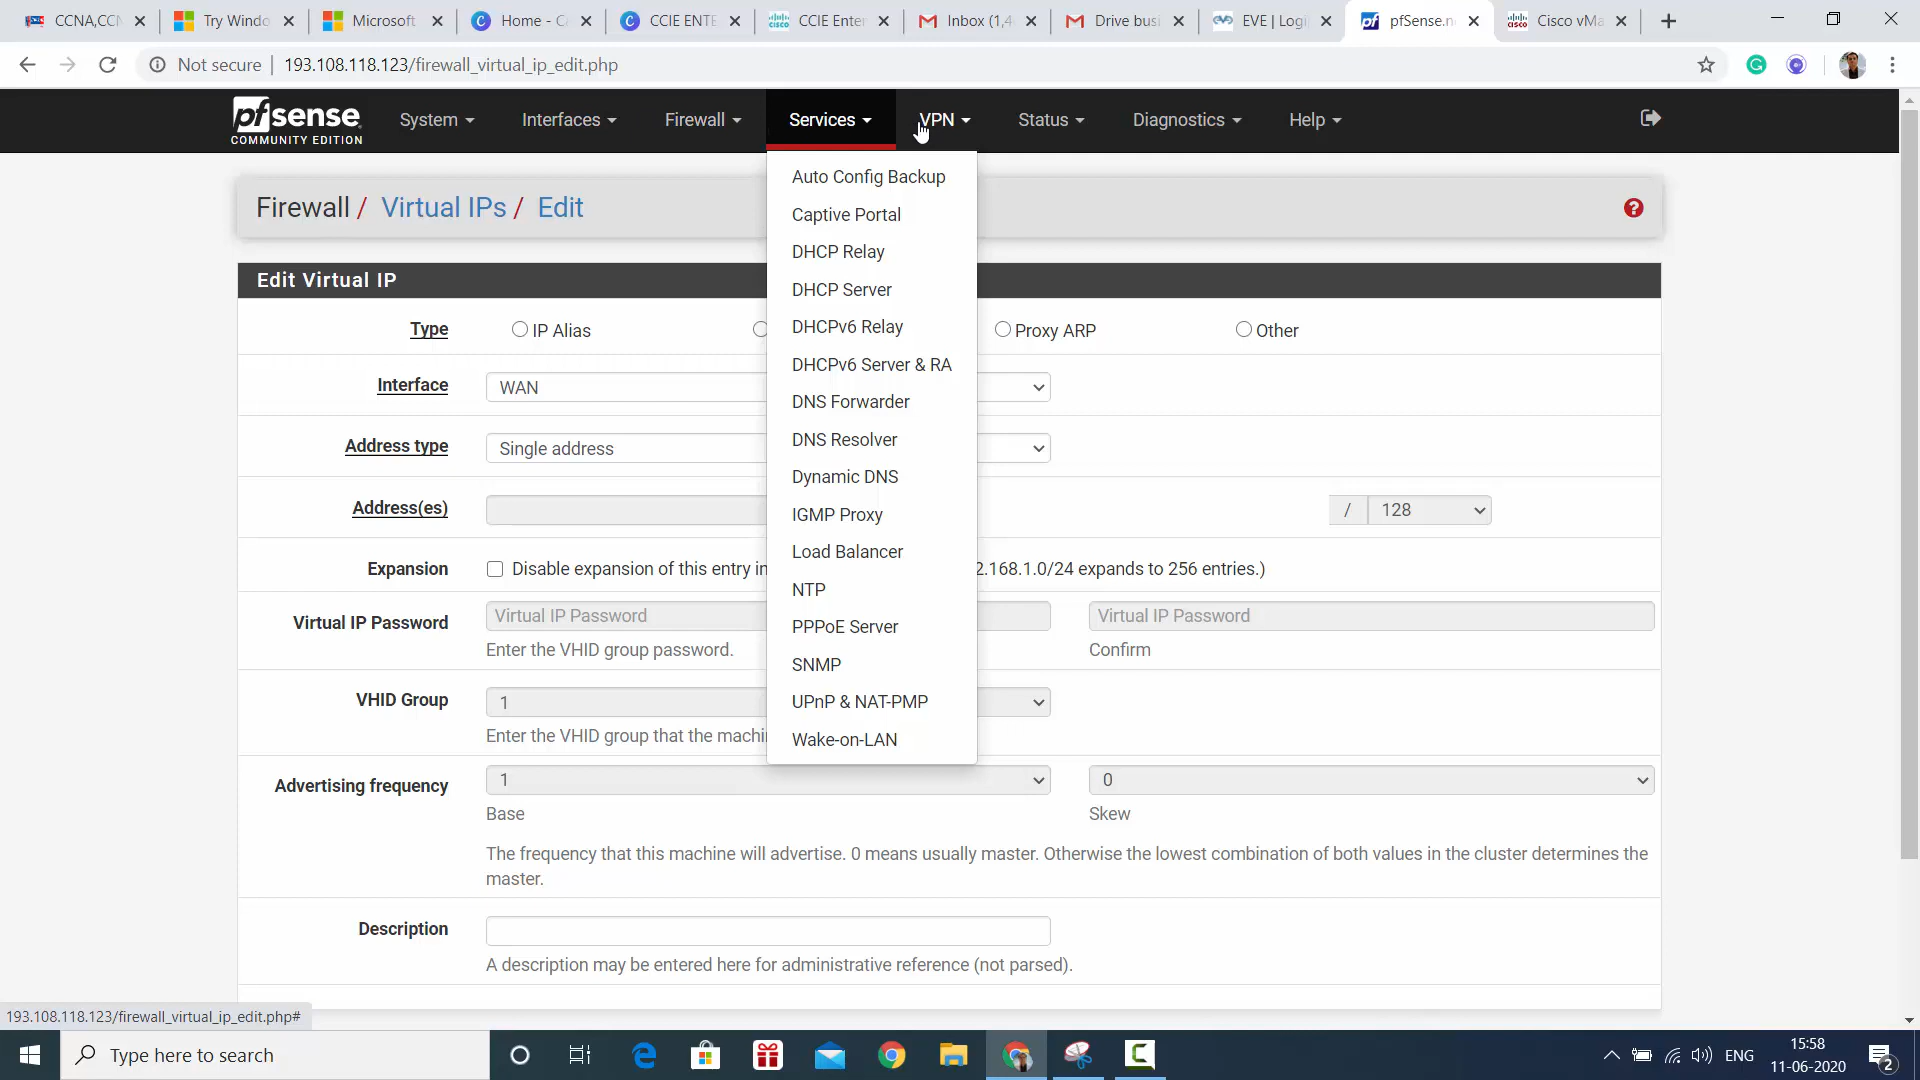 CCNA,CCN
Try Windo
Microsoft
Home - C
CCIE ENTE
CCIE Enter
Inbox (1,4
Drive busi
EVE | Logi
pfSense.n
Cisco vMa
Not secure | 193.108.118.123/firewall_virtual_ip_edit.php
pfsense
COMMUNITY EDITION
System Interfaces Firewall Services VPN Status Diagnostics Help
Auto Config Backup
Captive Portal
DHCP Relay
DHCP Server
DHCPv6 Relay
DHCPv6 Server & RA
DNS Forwarder
DNS Resolver
Dynamic DNS
IGMP Proxy
Load Balancer
NTP
PPPoE Server
SNMP
UPnP & NAT-PMP
Wake-on-LAN
Firewall / Virtual IPs / Edit
?
Edit Virtual IP
Type IP Alias Proxy ARP Other
Interface WAN
Address type Single address
Address(es) / 128
Expansion Disable expansion of this entry in 2.168.1.0/24 expands to 256 entries.)
Virtual IP Password Virtual IP Password Virtual IP Password
Enter the VHID group password. Confirm
VHID Group 1
Enter the VHID group that the machi
Advertising frequency 1 0
Base Skew
The frequency that this machine will advertise. 0 means usually master. Otherwise the lowest combination of both values in the cluster determines the
master.
Description
A description may be entered here for administrative reference (not parsed).
193.108.118.123/firewall_virtual_ip_edit.php#
Type here to search
ENG
15:58
11-06-2020
2